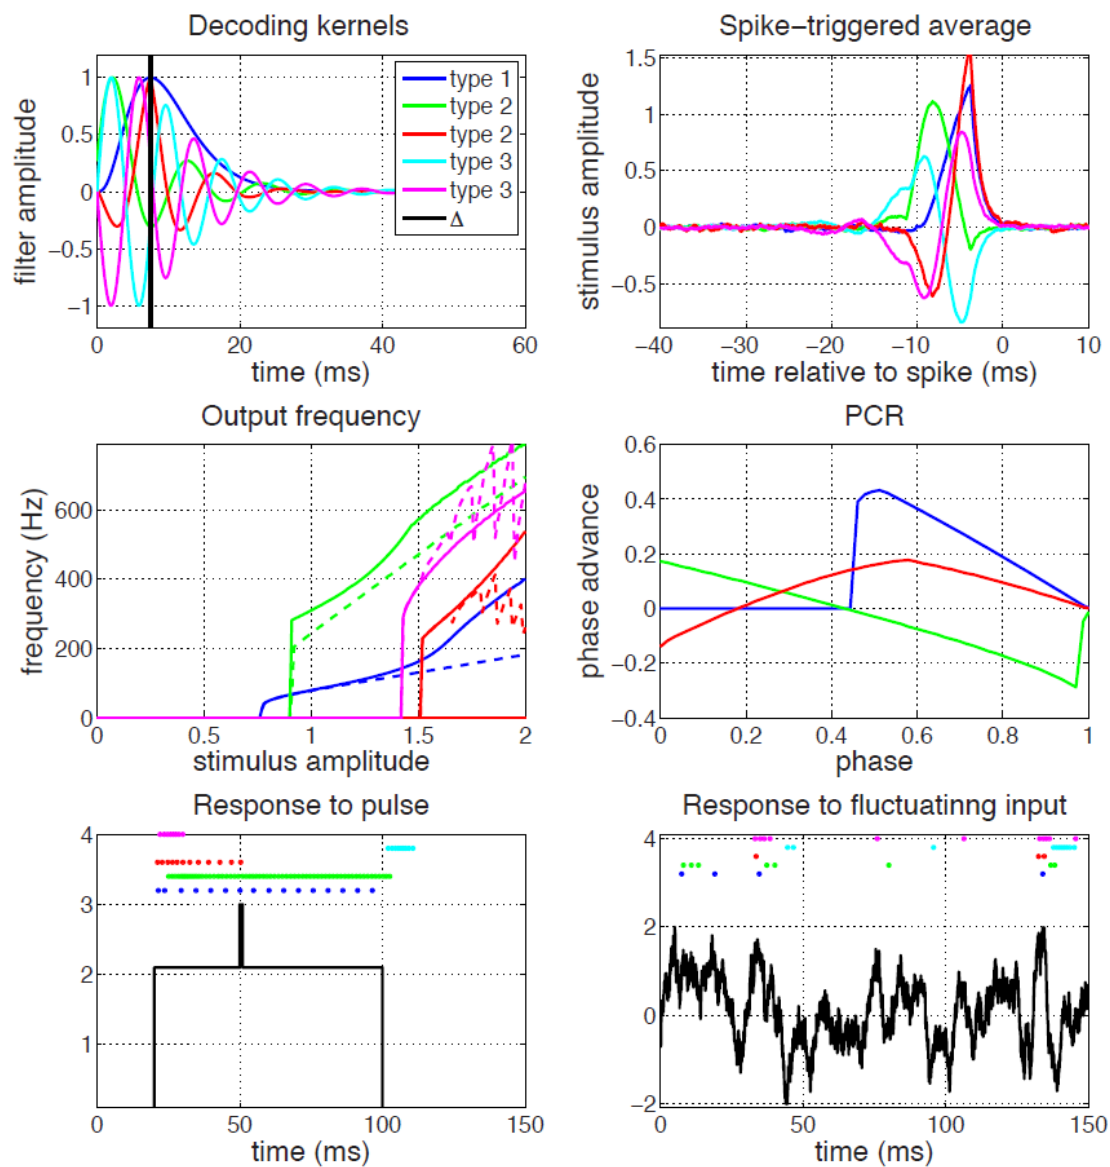 Decoding kernels
filter amplitude
1
0.5
0
−0.5
−1
type 1
type 2
type 2
type 3
type 3
Δ
0 20 40 60
time (ms)
Spike−triggered average
stimulus amplitude
1.5
1
0.5
0
−0.5
−40 −30 −20 −10 0 10
time relative to spike (ms)
Output frequency
frequency (Hz)
600
400
200
0
0 0.5 1 1.5 2
stimulus amplitude
PCR
phase advance
0.6
0.4
0.2
0
−0.2
−0.4
0 0.2 0.4 0.6 0.8 1
phase
Response to pulse
4
3
2
1
0 50 100 150
time (ms)
Response to fluctuatinng input
4
2
0
−2
0 50 100 150
time (ms)